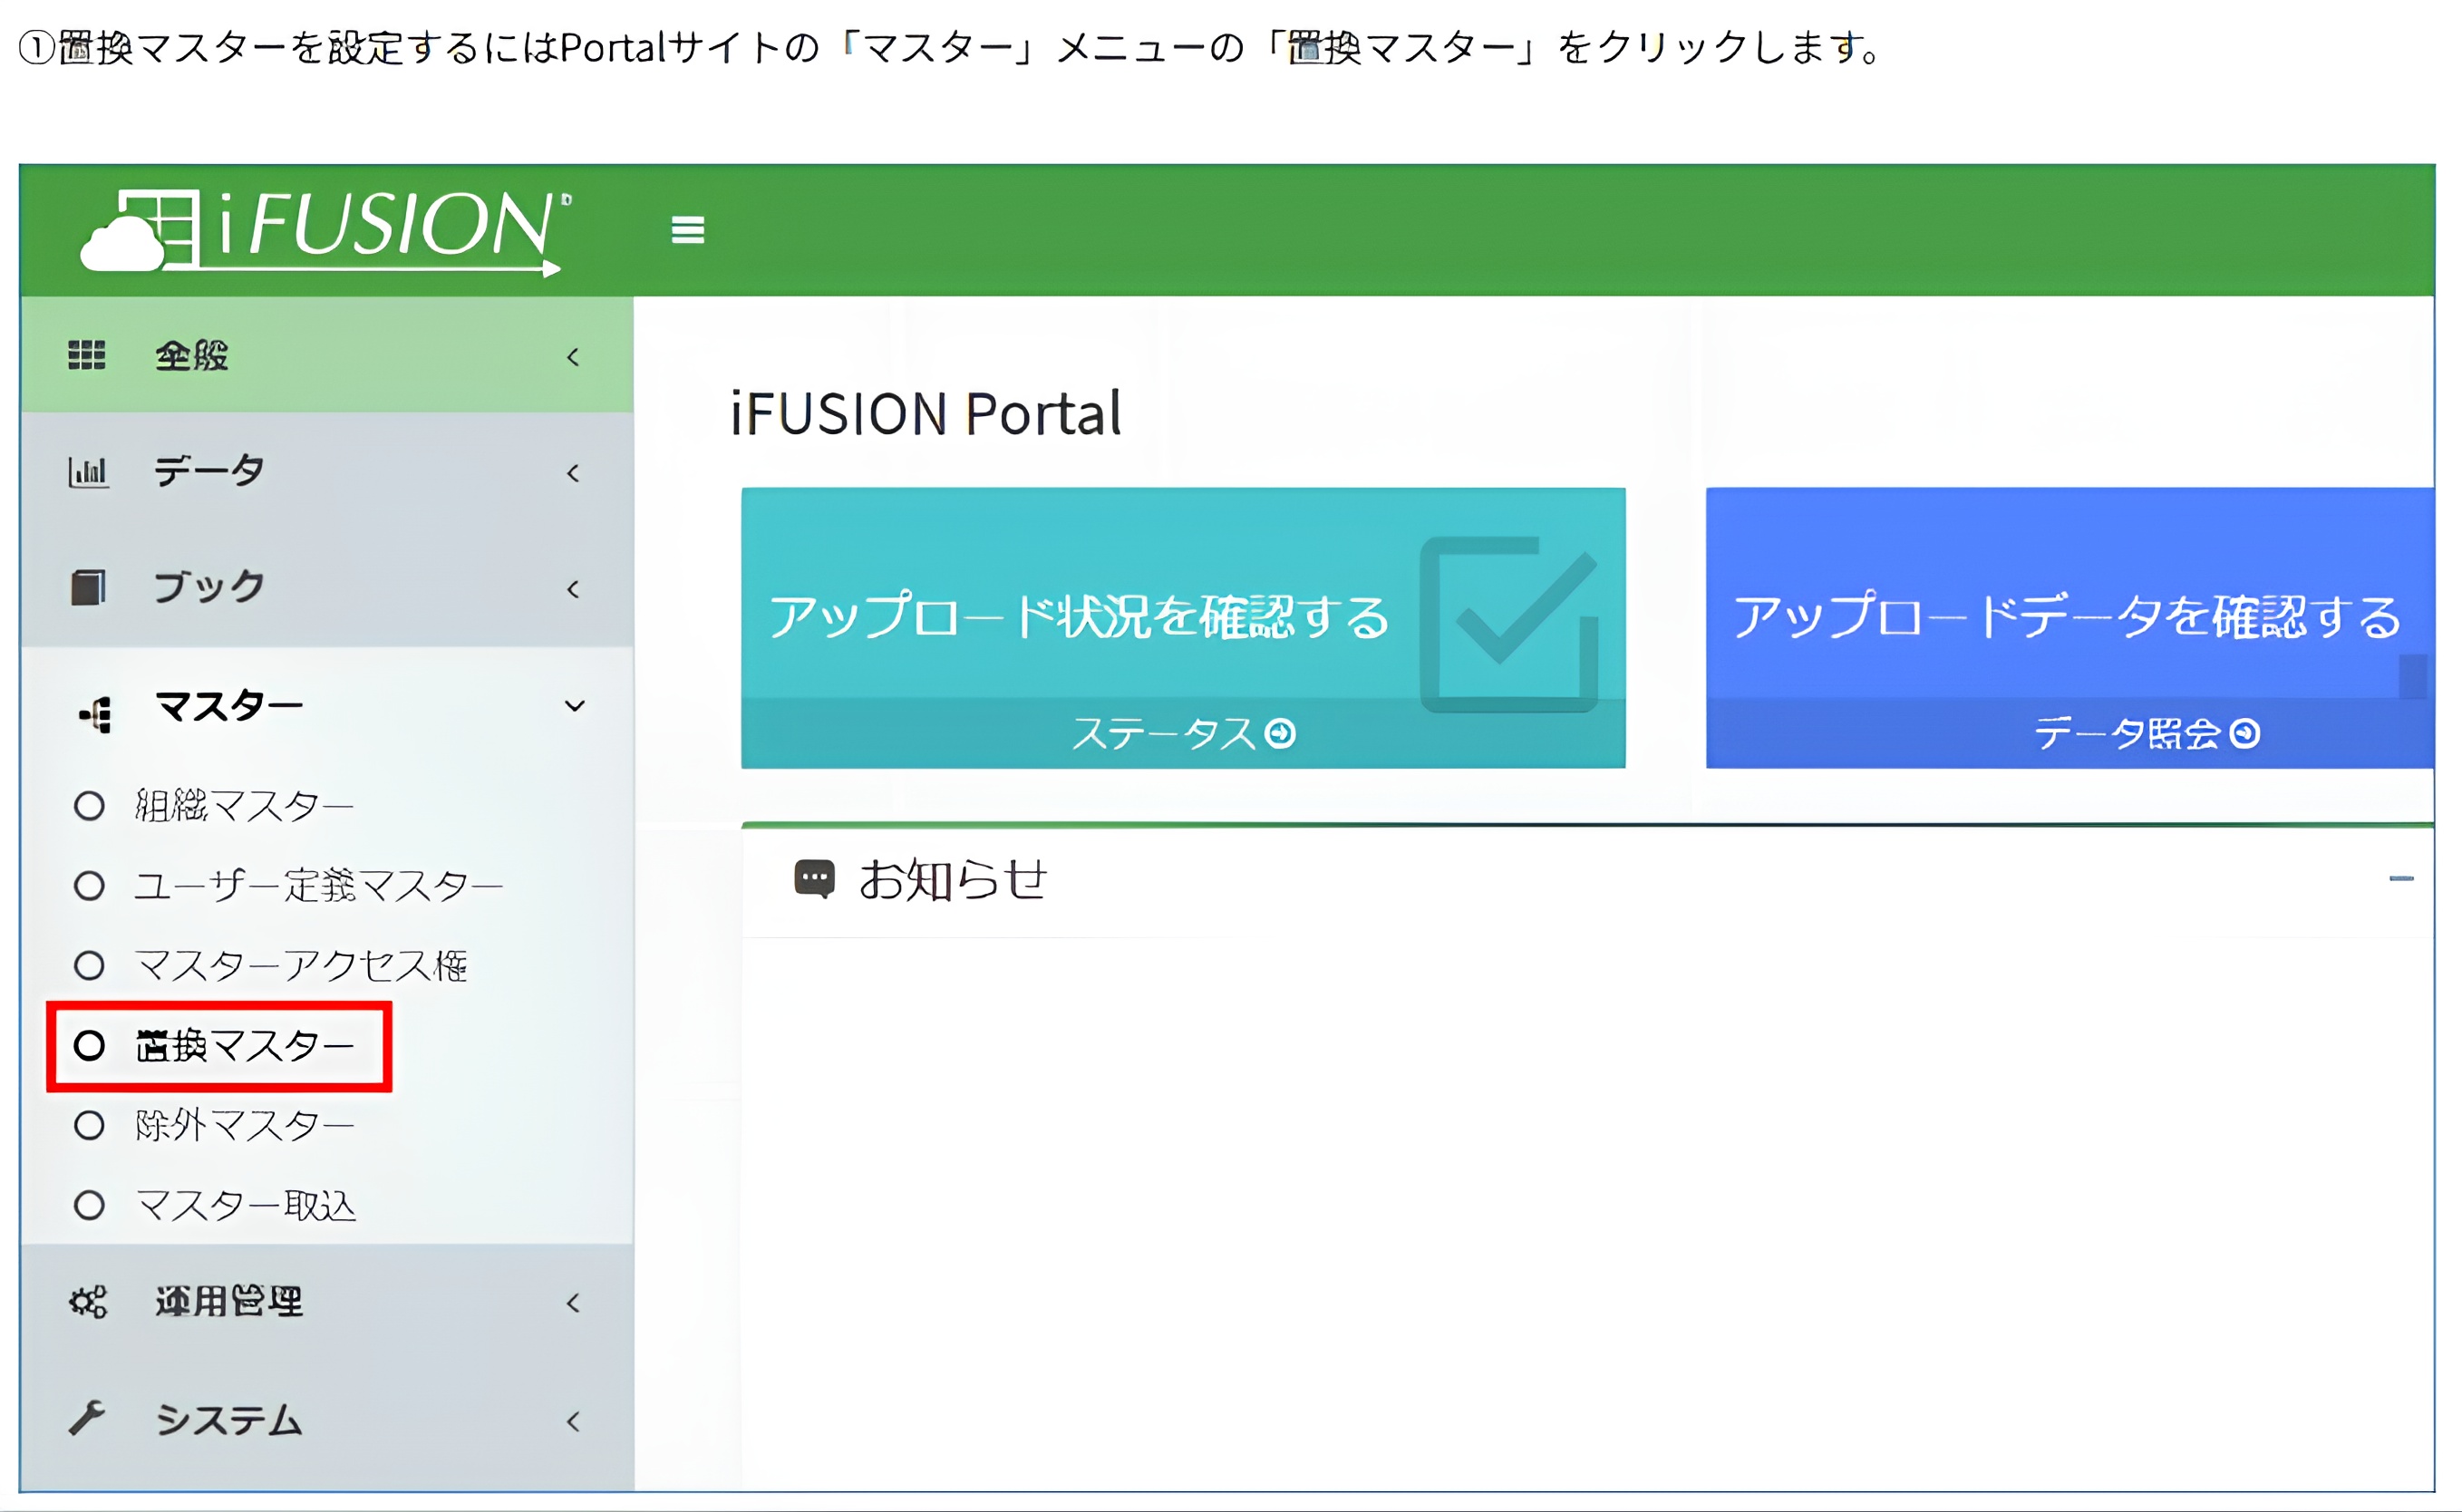 ①置換マスターを設定するにはPortalサイトの「マスター」メニューの「置換マスター」をクリックします。
iFUSION
全般
データ
ブック
マスター
組織マスター
ユーザー定義マスター
マスターアクセス権
置換マスター
除外マスター
マスター取込
運用管理
システム
iFUSION Portal
アップロード状況を確認する
ステータス
アップロードデータを確認する
データ照会
お知らせ